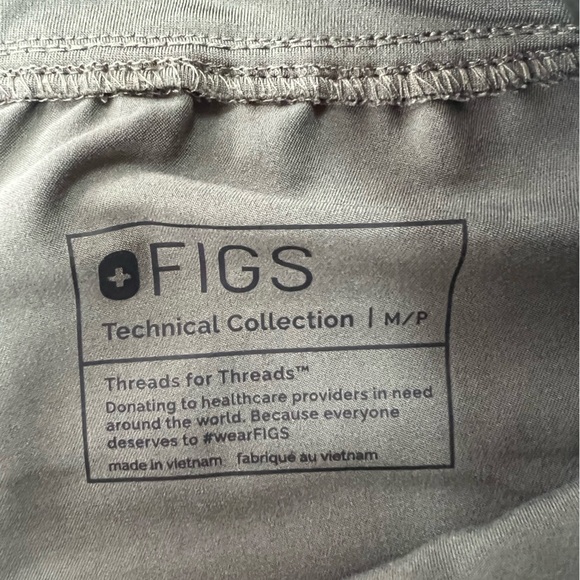 FIGS
Technical Collection | M/P
Threads for Threads™
Donating to healthcare providers in need
around the world. Because everyone
deserves to #wearFIGS
made in vietnam fabriqué au vietnam